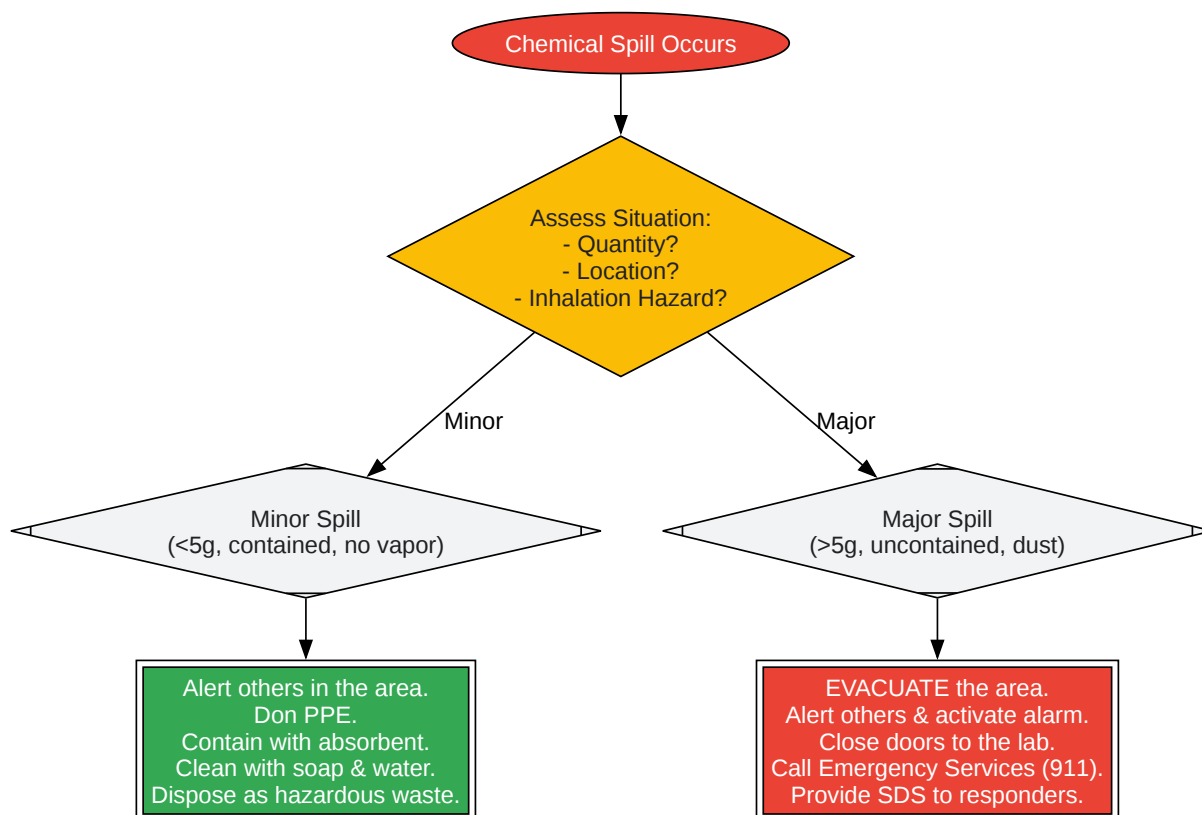 Chemical Spill Occurs
Assess Situation:
- Quantity?
- Location?
- Inhalation Hazard?
Minor
Major
Minor Spill
(<5g, contained, no vapor)
Major Spill
(>5g, uncontained, dust)
Alert others in the area.
Don PPE.
Contain with absorbent.
Clean with soap & water.
Dispose as hazardous waste.
EVACUATE the area.
Alert others & activate alarm.
Close doors to the lab.
Call Emergency Services (911).
Provide SDS to responders.